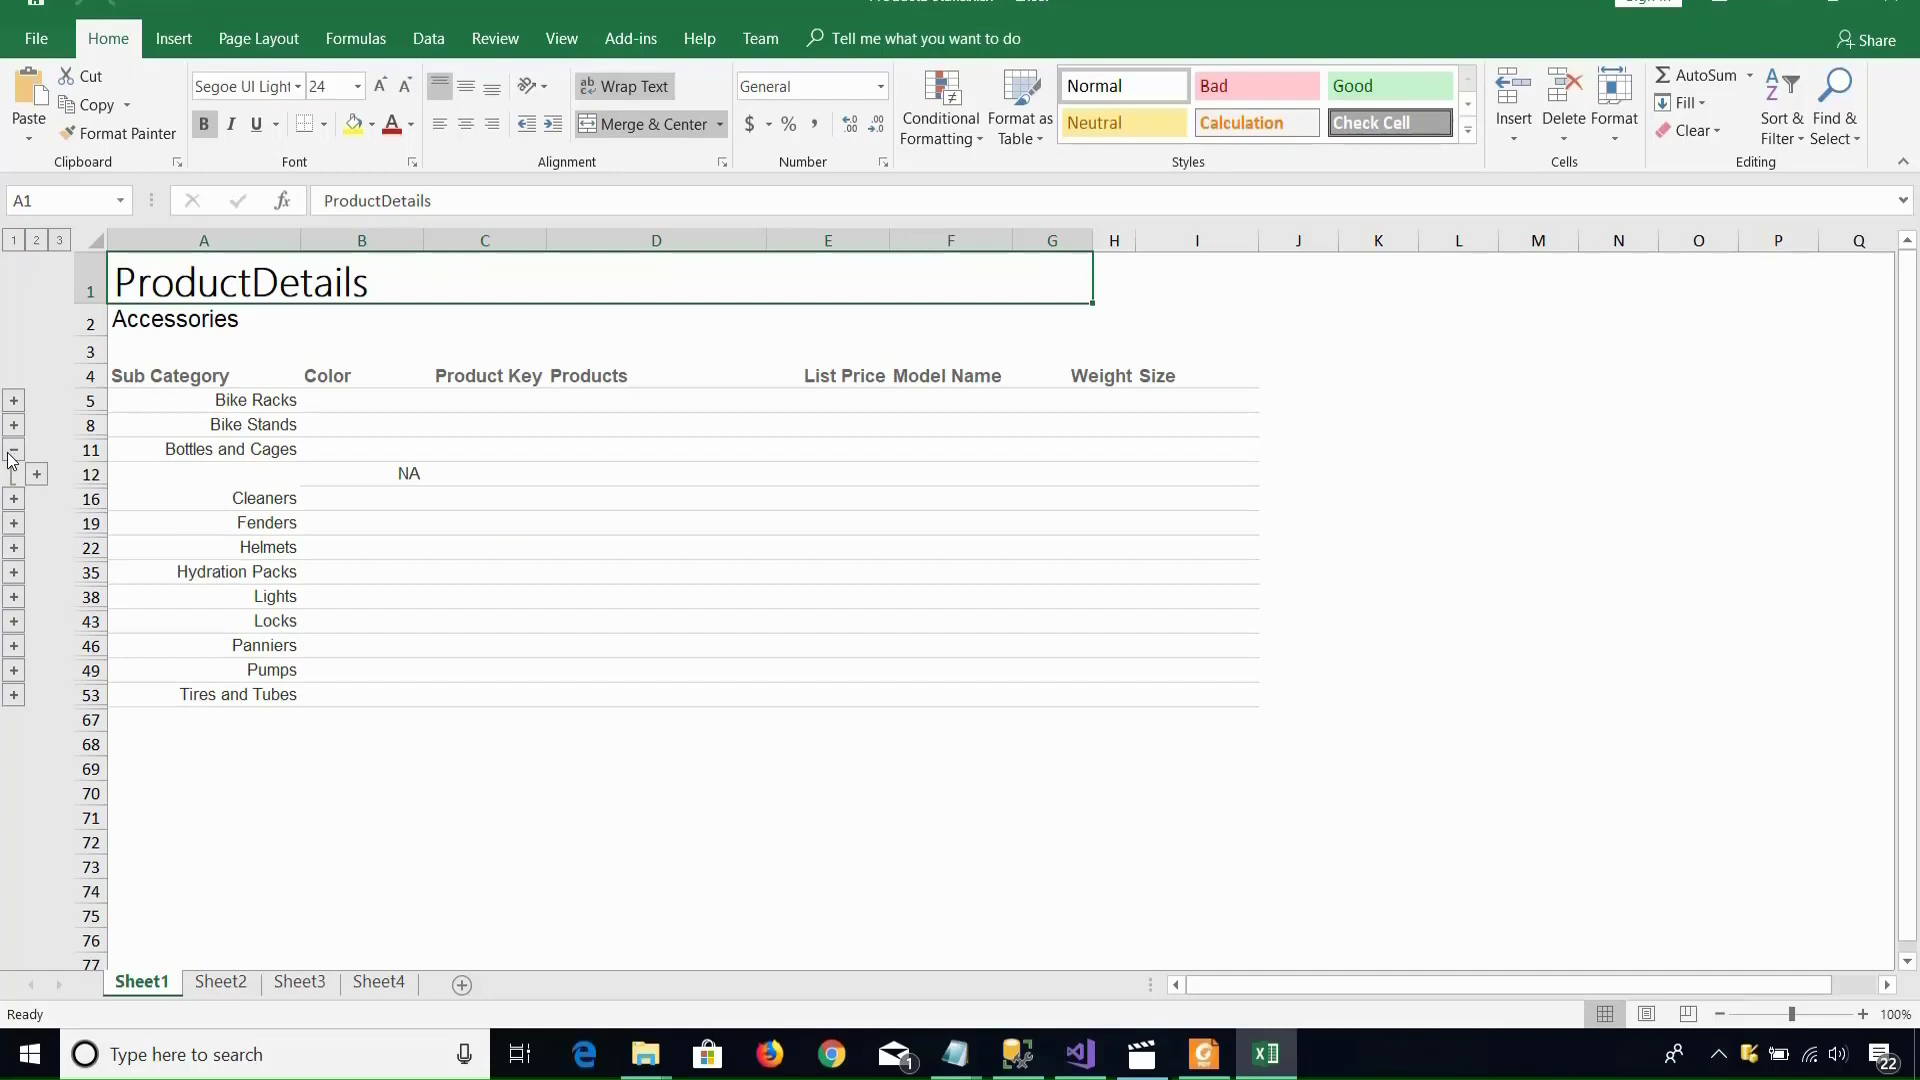 File Home Insert Page Layout Formulas Data Review View Add-ins Help Team Tell me what you want to do Share
Cut
Copy
Format Painter
Paste
Clipboard
Segoe UI Light 24
B I U
Font
Wrap Text
Merge & Center
Alignment
General
$ % ,
Number
Conditional Formatting
Format as Table
Normal Bad Good
Neutral Calculation Check Cell
Styles
Insert Delete Format
Cells
AutoSum
Fill
Clear
Sort & Filter
Find & Select
Editing
A1 fx ProductDetails
1 2 3 A B C D E F G H I J K L M N O P Q
1 ProductDetails
2 Accessories
3
4 Sub Category Color Product Key Products List Price Model Name Weight Size
5 Bike Racks
8 Bike Stands
11 Bottles and Cages
12 NA
16 Cleaners
19 Fenders
22 Helmets
35 Hydration Packs
38 Lights
43 Locks
46 Panniers
49 Pumps
53 Tires and Tubes
67
68
69
70
71
72
73
74
75
76
77
Sheet1 Sheet2 Sheet3 Sheet4
Ready 100%
Type here to search 1 22